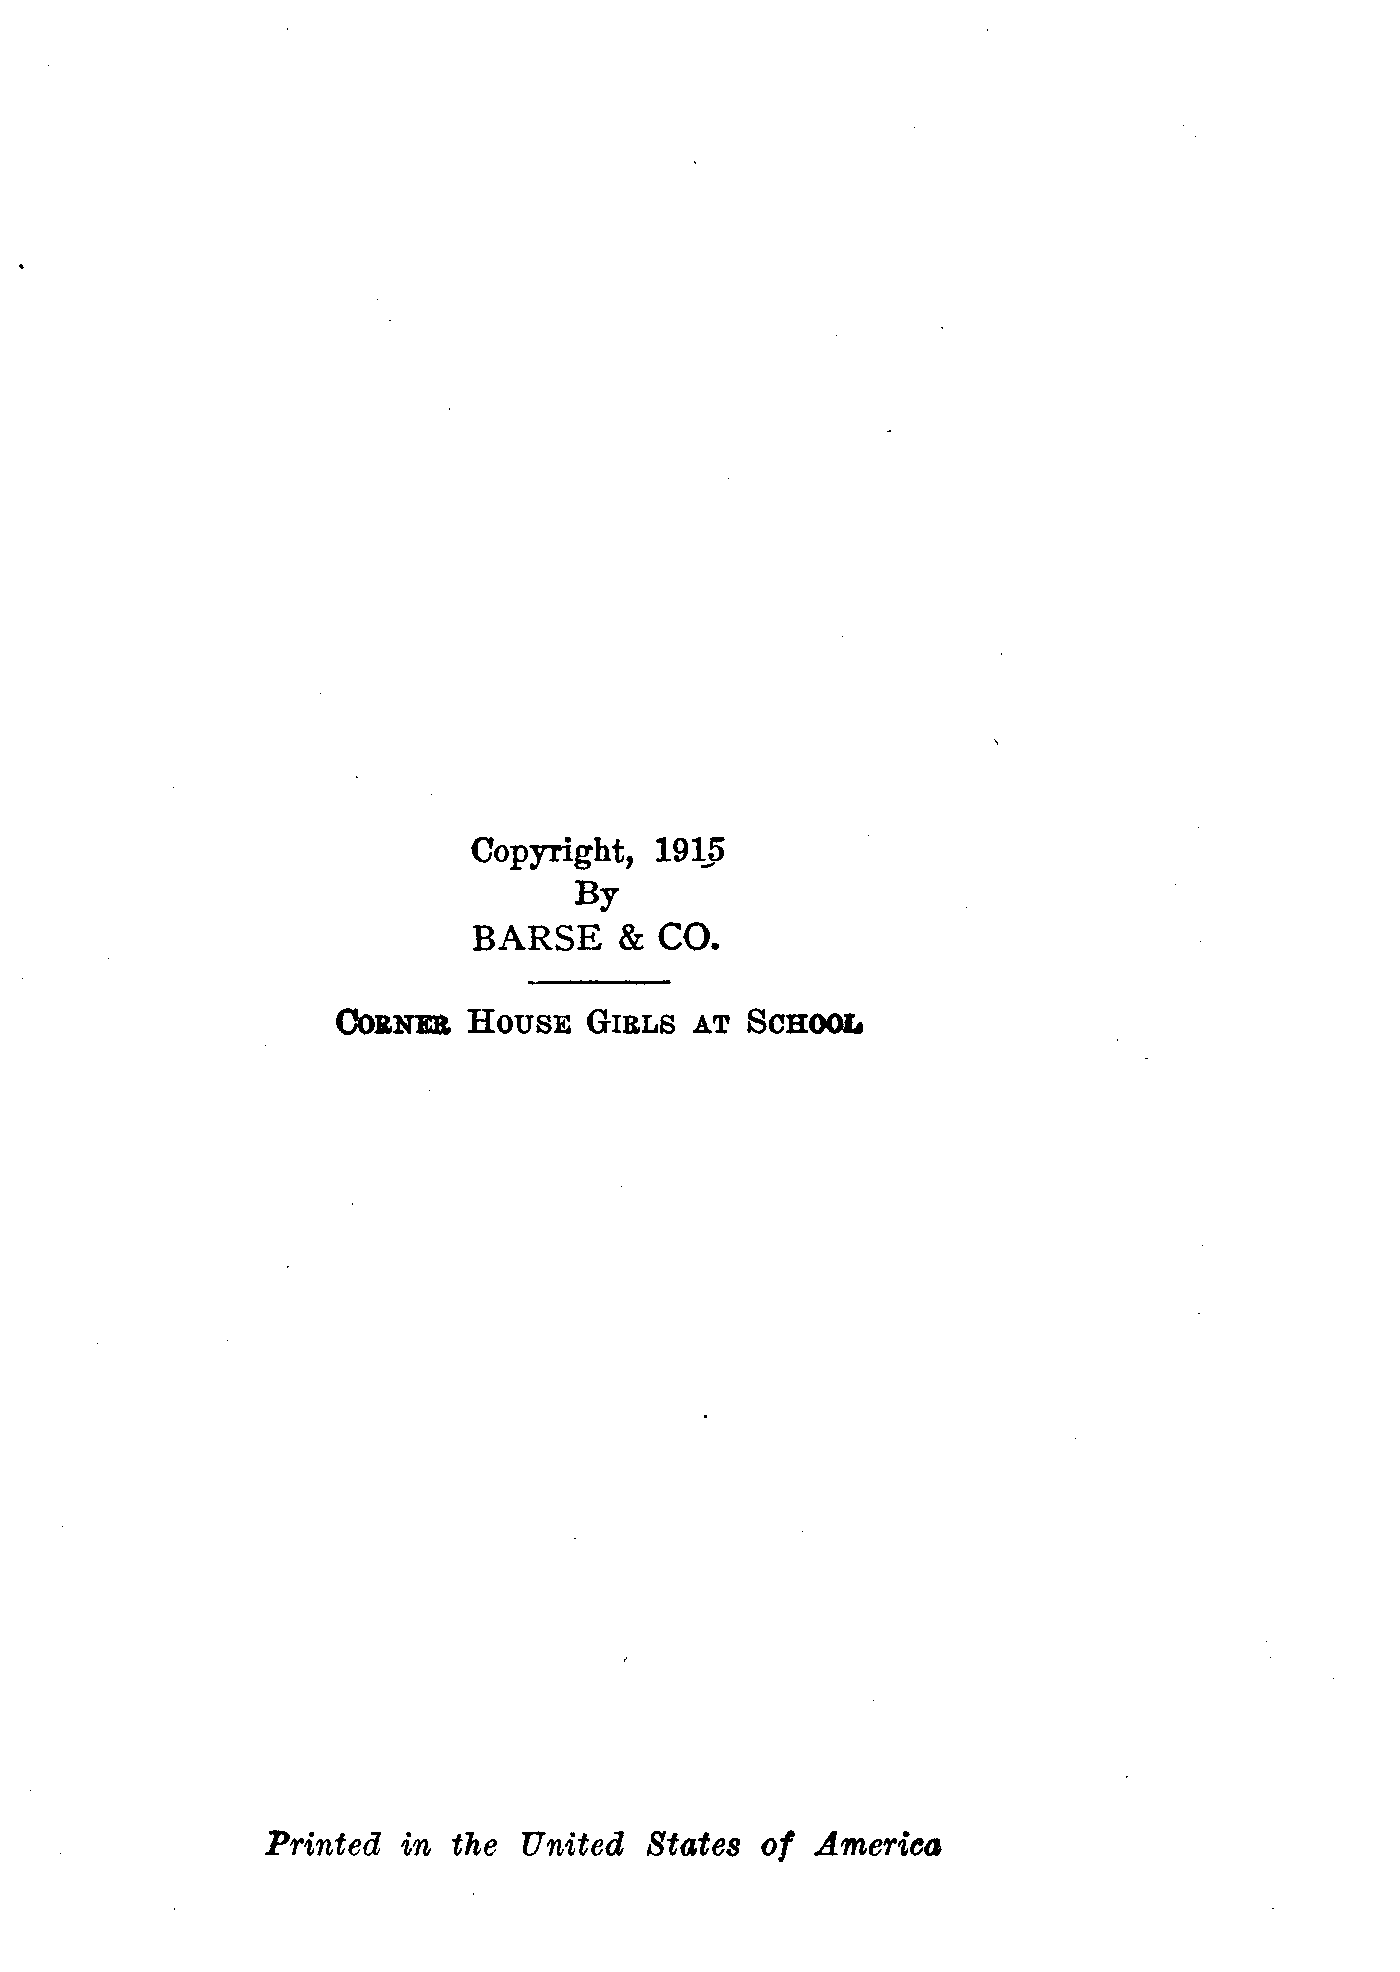 Copyright, 1915
By
BARSE & CO.
CORNER HOUSE GIRLS AT SCHOOL
Printed in the United States of America